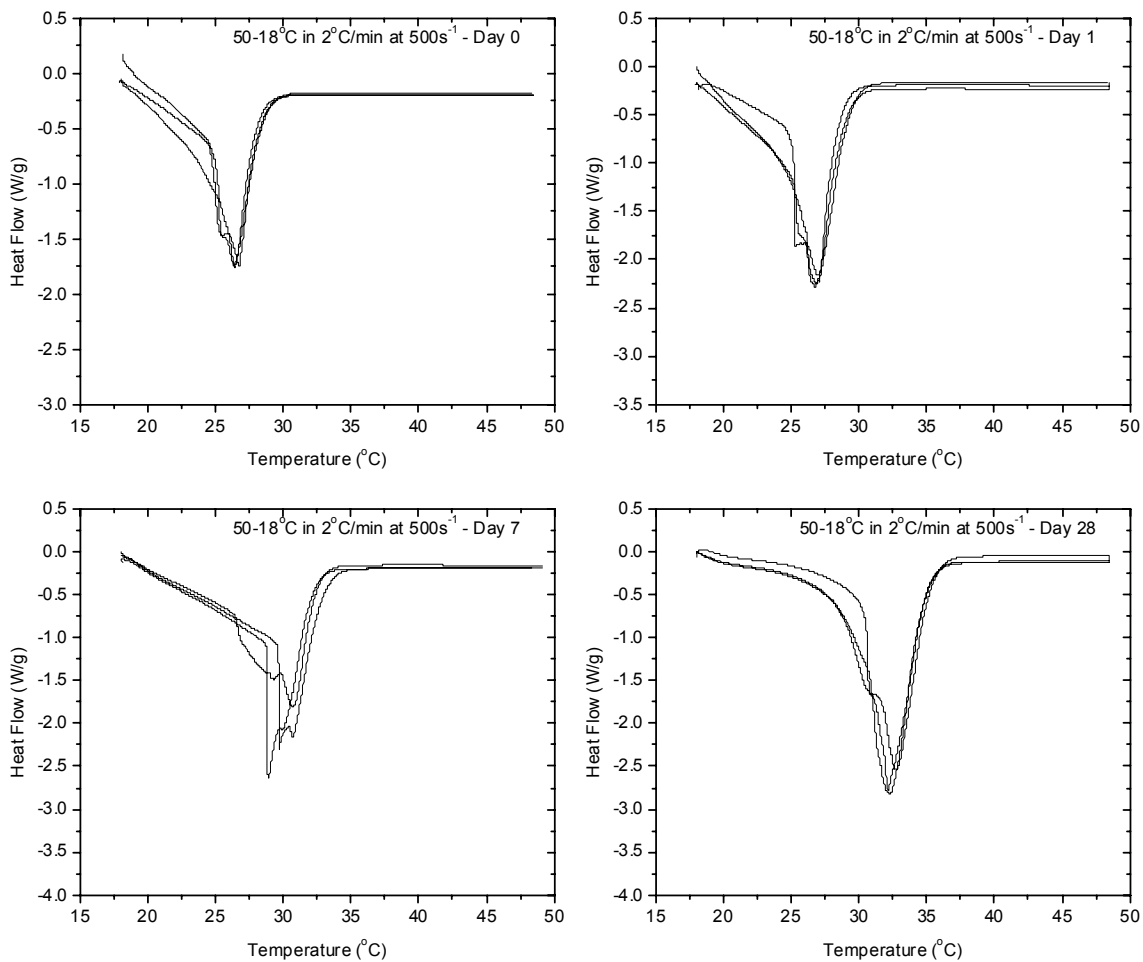 50-18°C in 2°C/min at 500s⁻¹ - Day 0
0.5
0.0
-0.5
-1.0
-1.5
-2.0
-2.5
-3.0
Heat Flow (W/g)
15 20 25 30 35 40 45 50
Temperature (°C)
50-18°C in 2°C/min at 500s⁻¹ - Day 1
0.5
0.0
-0.5
-1.0
-1.5
-2.0
-2.5
-3.0
-3.5
Heat Flow (W/g)
15 20 25 30 35 40 45 50
Temperature (°C)
50-18°C in 2°C/min at 500s⁻¹ - Day 7
0.5
0.0
-0.5
-1.0
-1.5
-2.0
-2.5
-3.0
-3.5
-4.0
Heat Flow (W/g)
15 20 25 30 35 40 45 50
Temperature (°C)
50-18°C in 2°C/min at 500s⁻¹ - Day 28
0.5
0.0
-0.5
-1.0
-1.5
-2.0
-2.5
-3.0
-3.5
-4.0
Heat Flow (W/g)
15 20 25 30 35 40 45 50
Temperature (°C)